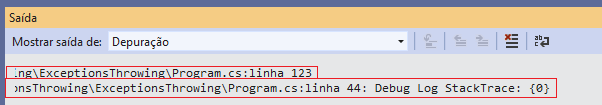 Saída
Mostrar saída de: Depuração
ing\ExceptionsThrowing\Program.cs:linha 123
onsThrowing\ExceptionsThrowing\Program.cs:linha 44: Debug Log StackTrace: {0}